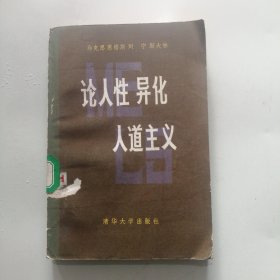 马克思恩格斯列宁斯大林
论人性 异化
人道主义
清华大学出版社